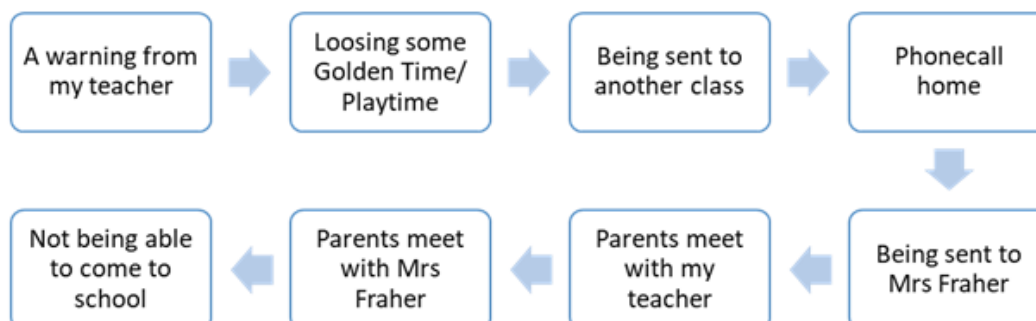 A warning from
my teacher
Loosing some
Golden Time/
Playtime
Being sent to
another class
Phonecall
home
Being sent to
Mrs Fraher
Parents meet
with my
teacher
Parents meet
with Mrs
Fraher
Not being able
to come to
school